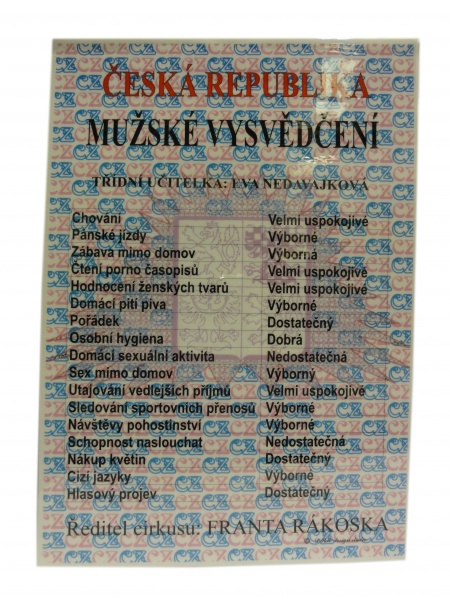 ČESKÁ REPUBLIKA
MUŽSKÉ VYSVĚDČENÍ
TŘÍDNÍ UČITELKA: EVA NEDAVAJKOVÁ
Chování Velmi uspokojivé
Pánské jízdy Výborné
Zábava mimo domov Výborná
Čtení porno časopisů Velmi uspokojivé
Hodnocení ženských tvarů Velmi uspokojivé
Domácí pití piva Výborné
Pořádek Dostatečný
Osobní hygiena Dobrá
Domácí sexuální aktivita Nedostatečná
Sex mimo domov Výborný
Utajování vedlejších příjmů Velmi uspokojivé
Sledování sportovních přenosů Výborné
Návštěvy pohostinství Výborné
Schopnost naslouchat Nedostatečná
Nákup květin Dostatečný
Cizí jazyky Výborné
Hlasový projev Dostatečný
Ředitel cirkusu: FRANTA RÁKOSKA